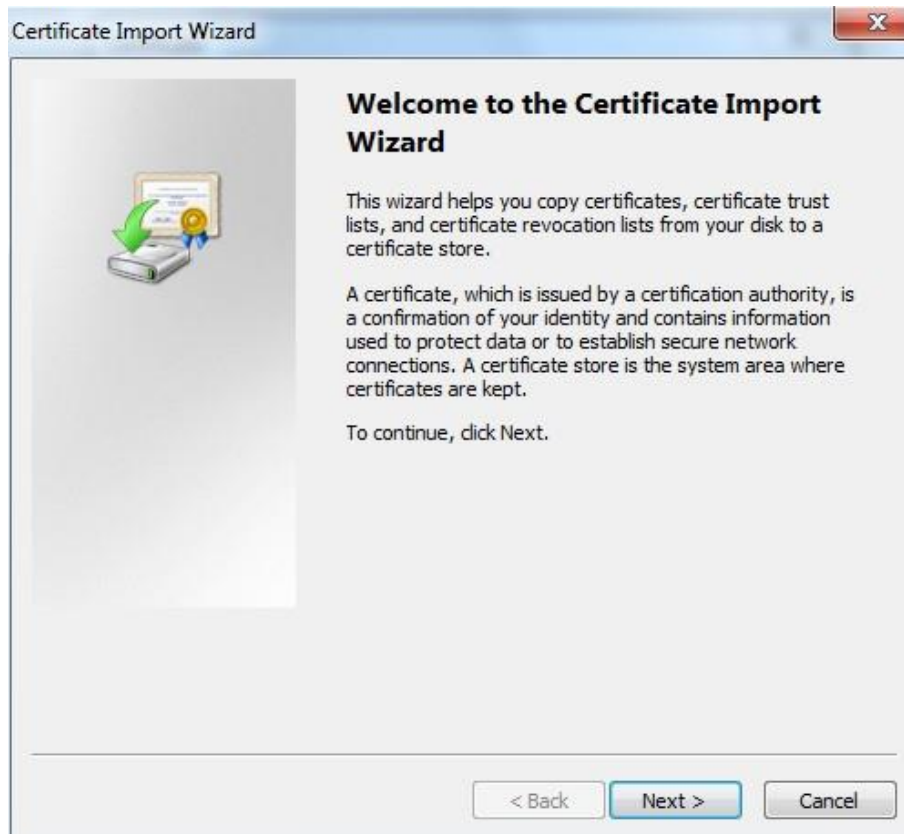 Certificate Import Wizard
Welcome to the Certificate Import
Wizard
This wizard helps you copy certificates, certificate trust
lists, and certificate revocation lists from your disk to a
certificate store.
A certificate, which is issued by a certification authority, is
a confirmation of your identity and contains information
used to protect data or to establish secure network
connections. A certificate store is the system area where
certificates are kept.
To continue, click Next.
< Back
Next >
Cancel